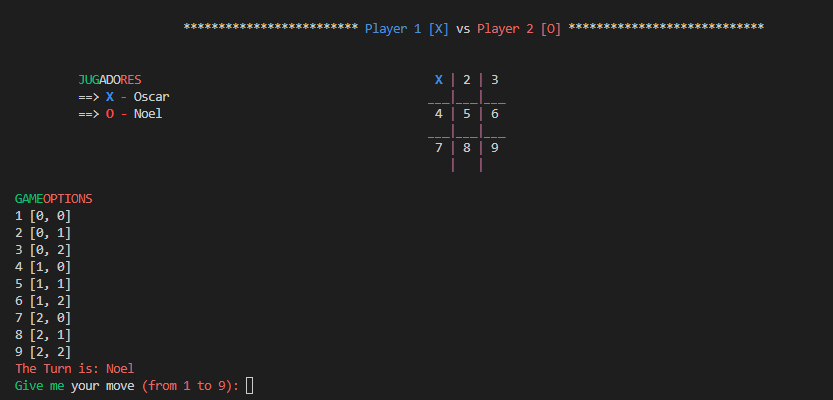 ************************* Player 1 [X] vs Player 2 [O] ****************************
JUGADORES
==> X - Oscar
==> O - Noel
X | 2 | 3
___|___|___
4 | 5 | 6
___|___|___
7 | 8 | 9
| |
GAMEOPTIONS
1 [0, 0]
2 [0, 1]
3 [0, 2]
4 [1, 0]
5 [1, 1]
6 [1, 2]
7 [2, 0]
8 [2, 1]
9 [2, 2]
The Turn is: Noel
Give me your move (from 1 to 9):